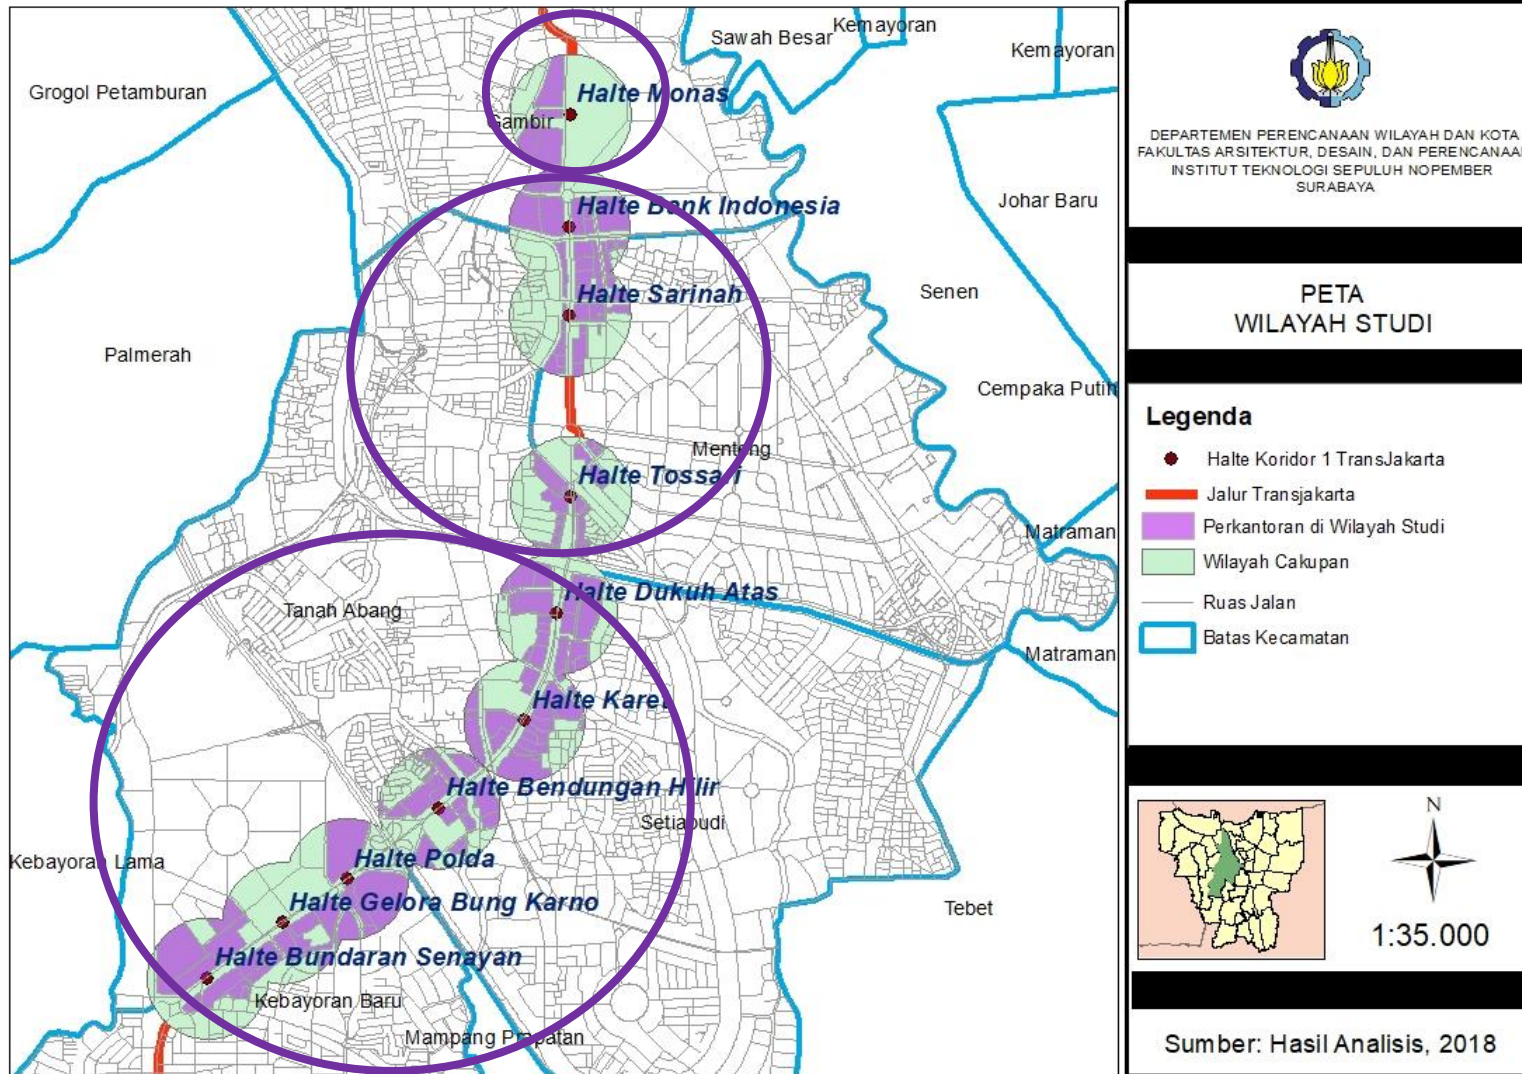 Sawah Besar
Kemayoran
Kemayoran
Grogol Petamburan
Halte Monas
Gambir
Halte Bank Indonesia
Johar Baru
Halte Sarinah
Senen
Palmerah
Cempaka Putih
Menteng
Halte Tossari
Matraman
Halte Dukuh Atas
Tanah Abang
Matraman
Halte Karet
Halte Bendungan Hilir
Setiabudi
Halte Polda
Kebayoran Lama
Halte Gelora Bung Karno
Tebet
Halte Bundaran Senayan
Kebayoran Baru
Mampang Prapatan
DEPARTEMEN PERENCANAAN WILAYAH DAN KOTA
FAKULTAS ARSITEKTUR, DESAIN, DAN PERENCANAAN
INSTITUT TEKNOLOGI SEPULUH NOPEMBER
SURABAYA
PETA
WILAYAH STUDI
Legenda
Halte Koridor 1 TransJakarta
Jalur Transjakarta
Perkantoran di Wilayah Studi
Wilayah Cakupan
Ruas Jalan
Batas Kecamatan
N
1:35.000
Sumber: Hasil Analisis, 2018